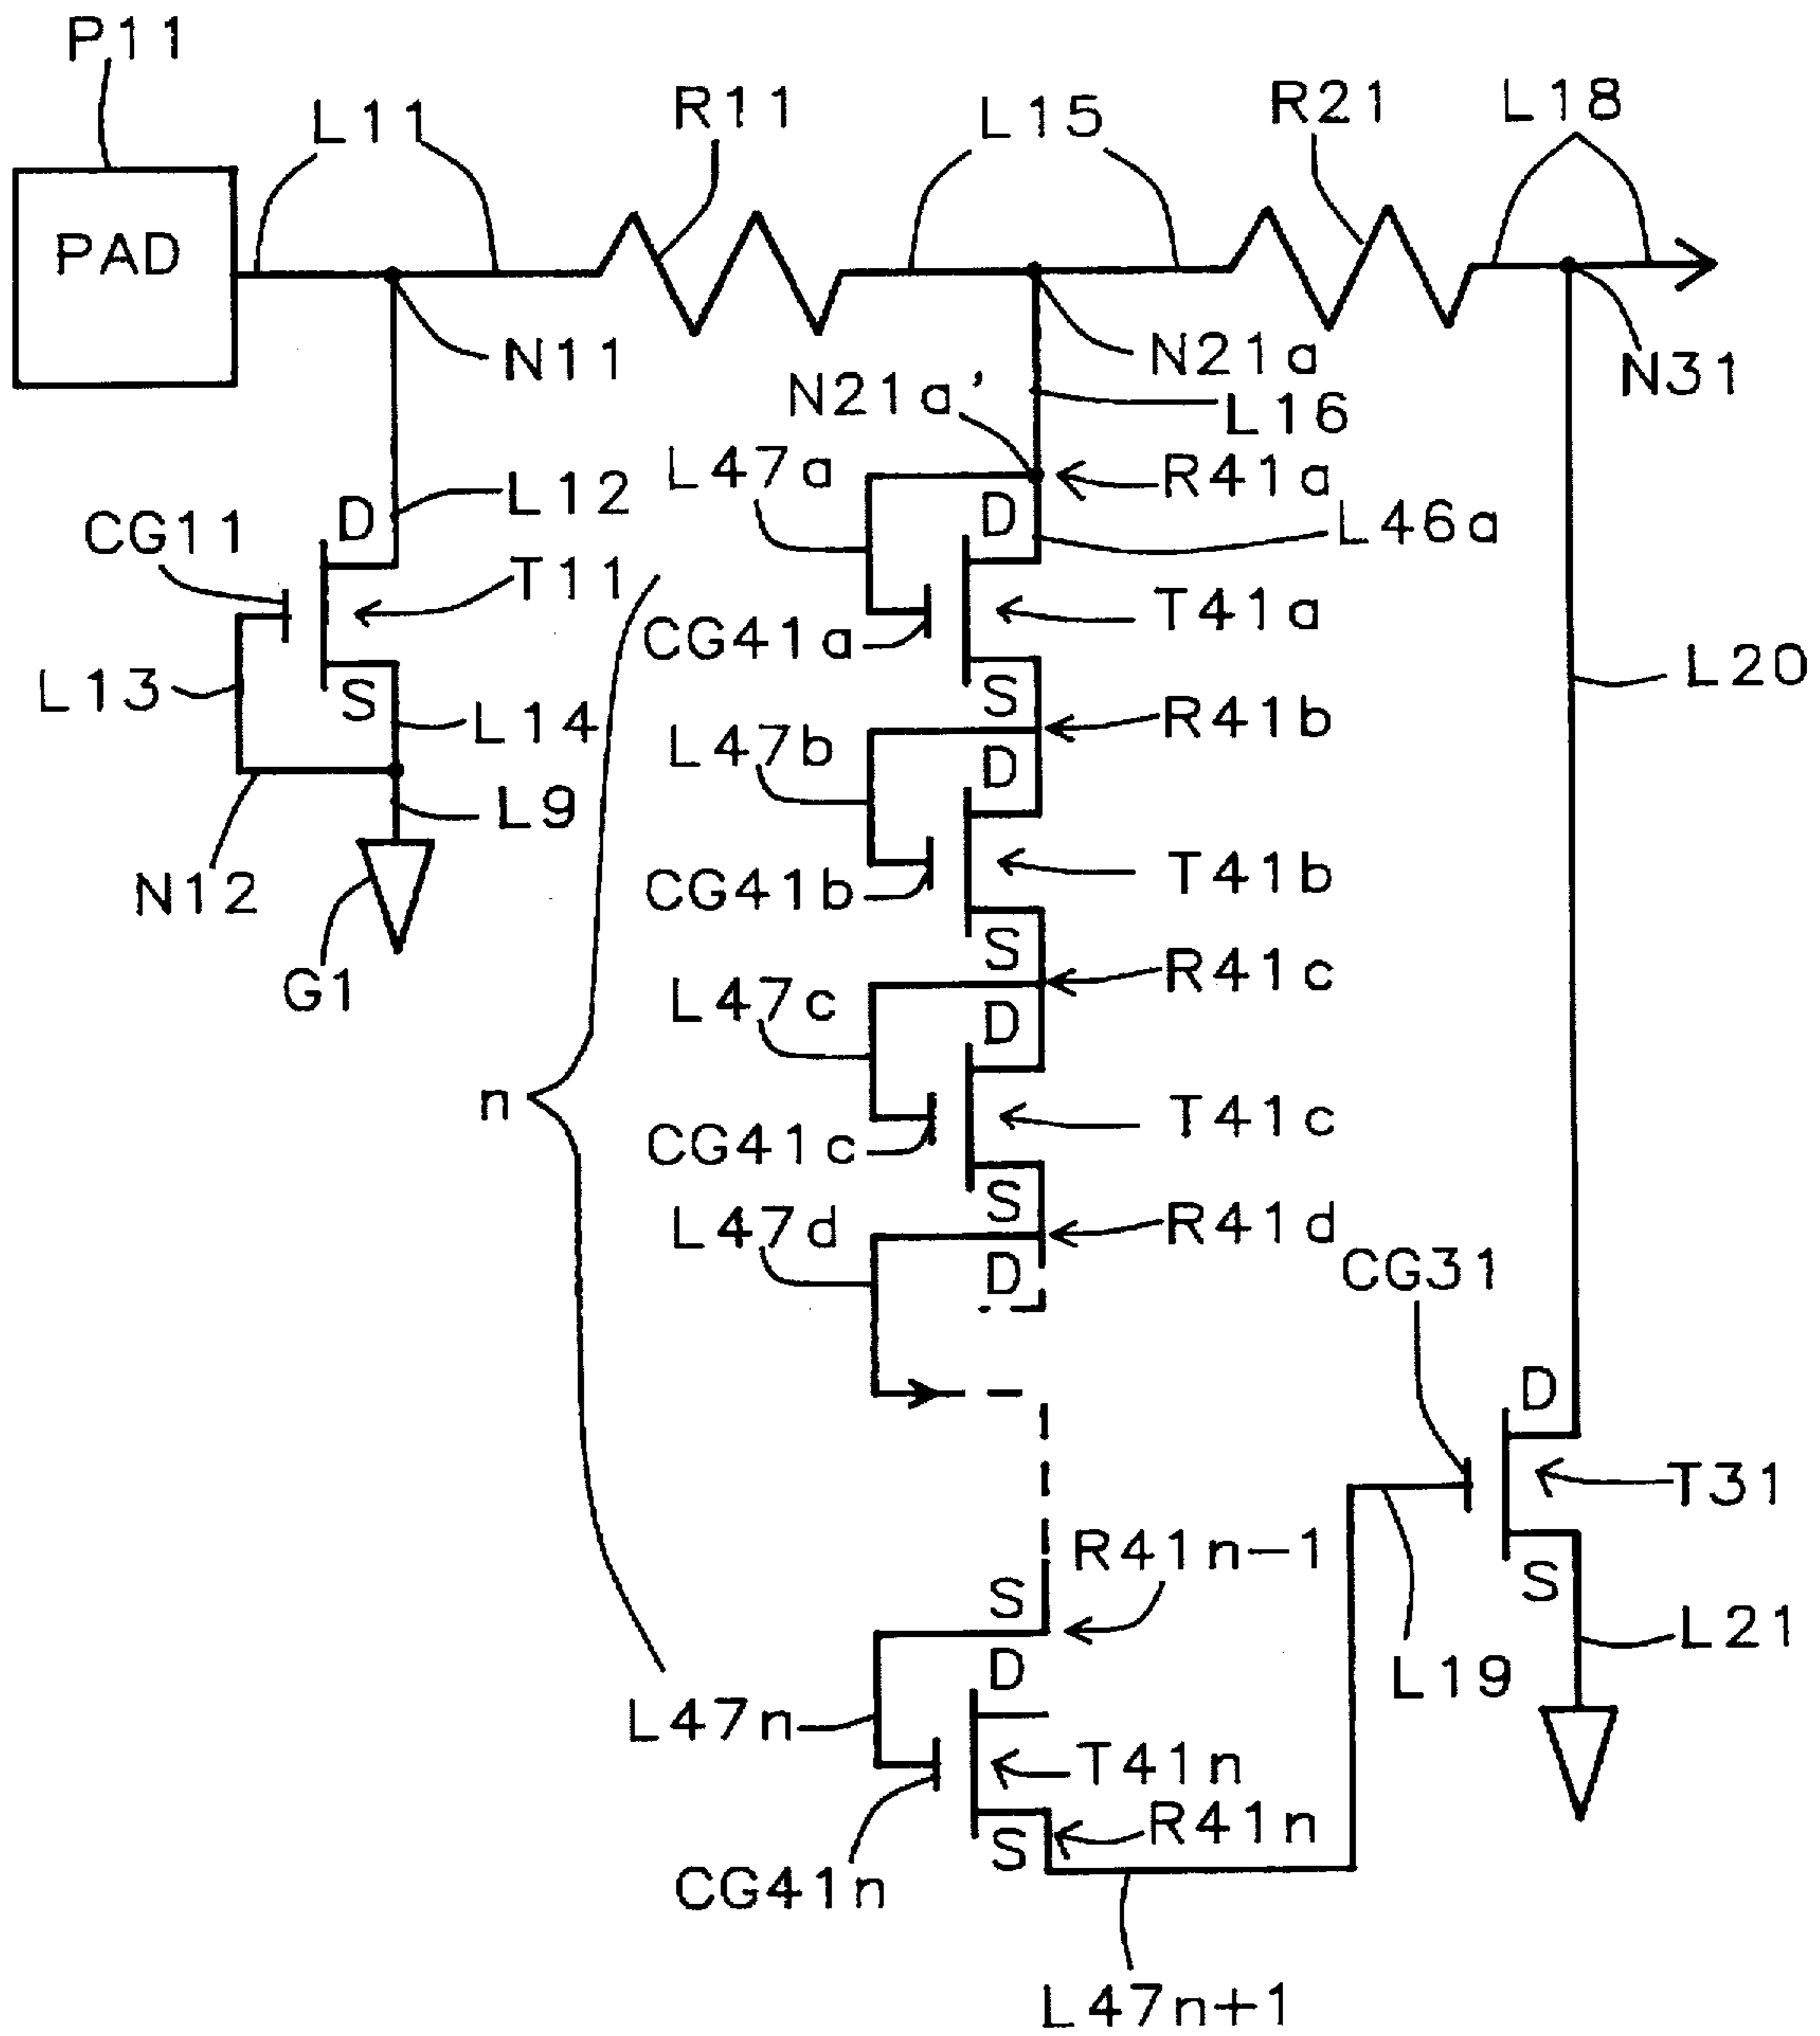 P11
L11
R11
L15
R21
L18
PAD
N11
N21a
N31
N21a'
L16
L47a
R41a
L12
D
D
L46a
CG11
T11
T41a
CG41a
L20
L13
S
S
R41b
L14
L47b
D
L9
T41b
CG41b
N12
S
R41c
G1
L47c
D
n
T41c
CG41c
S
R41d
L47d
D
CG31
D
T31
R41n-1
S
S
L21
D
L19
L47n
T41n
R41n
S
CG41n
L47n+1